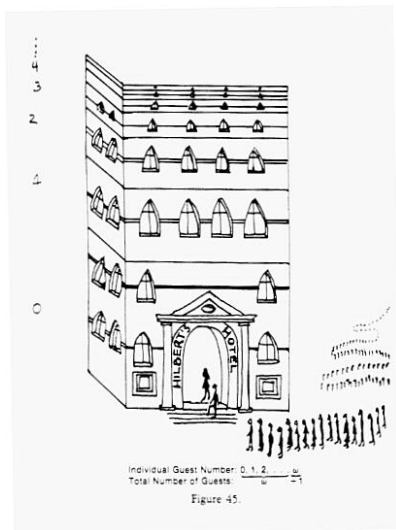 4
3
2
0
HILBERT'S HOTEL
Individual Guest Number: 0, 1, 2, . . . ω
Total Number of Guests: ω + 1
Figure 45.